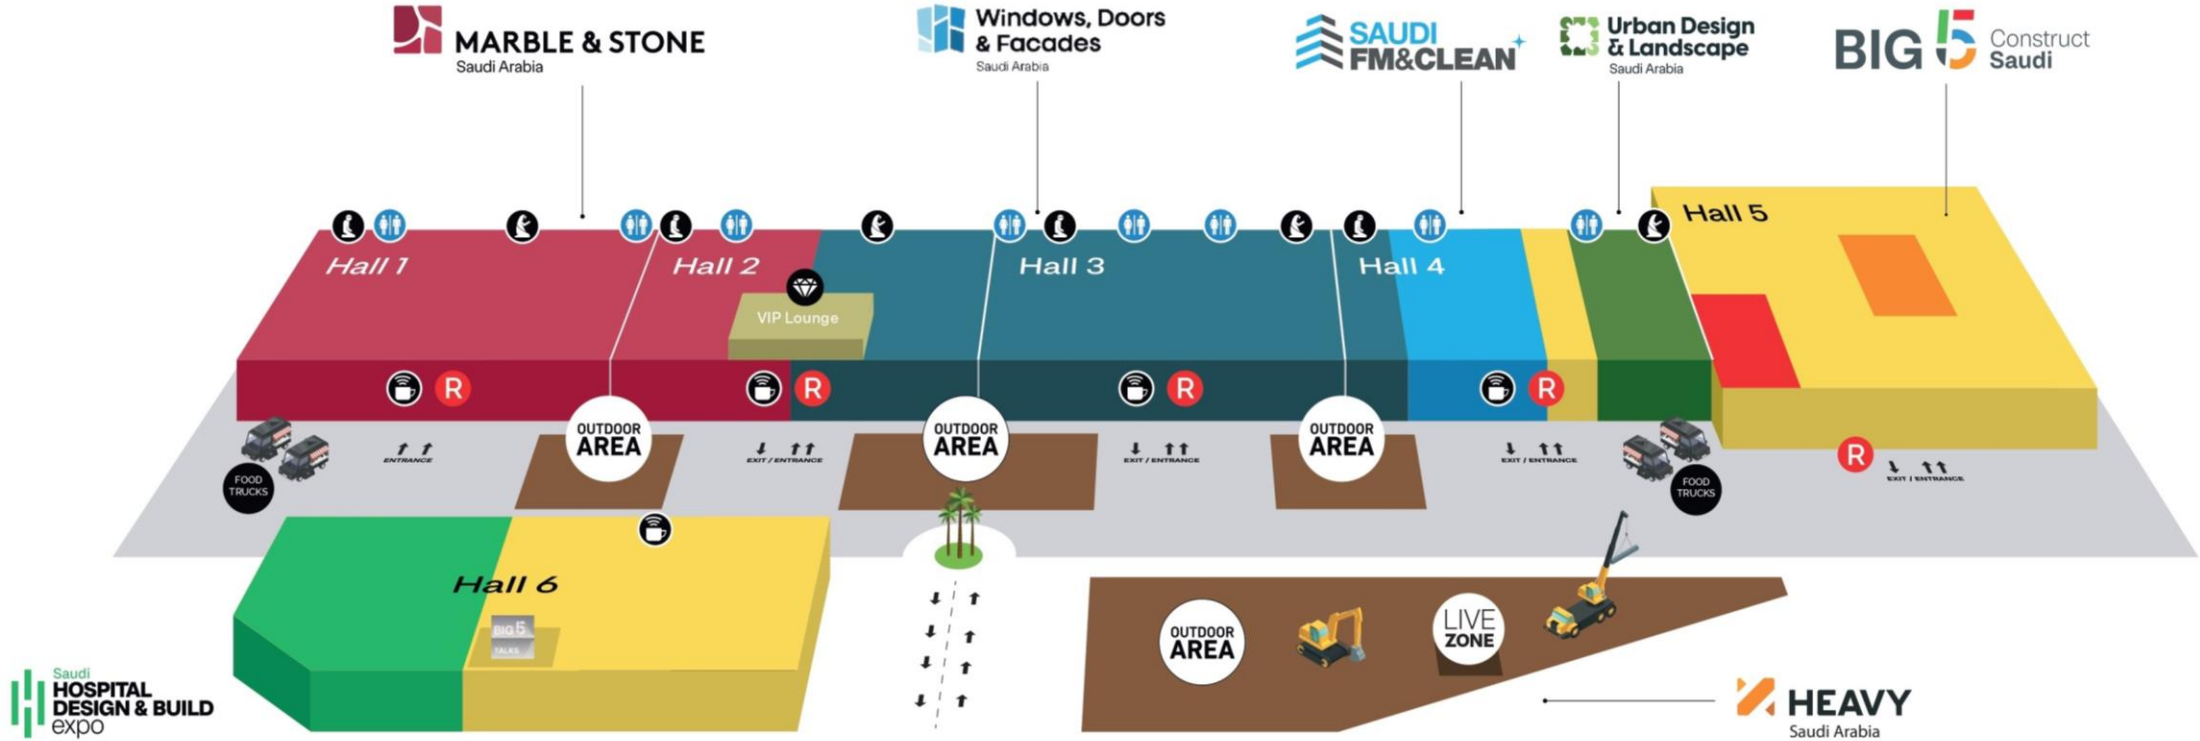 MARBLE & STONE
Saudi Arabia
Windows, Doors
& Facades
Saudi Arabia
SAUDI
FM&CLEAN
Urban Design
& Landscape
Saudi Arabia
BIG 5 Construct
Saudi
Hall 1
Hall 2
Hall 3
Hall 4
Hall 5
VIP Lounge
R
R
R
R
OUTDOOR
AREA
OUTDOOR
AREA
OUTDOOR
AREA
ENTRANCE
EXIT / ENTRANCE
EXIT / ENTRANCE
EXIT / ENTRANCE
R
EXIT / ENTRANCE
FOOD
TRUCKS
FOOD
TRUCKS
Hall 6
BIG 5
TALKS
OUTDOOR
AREA
LIVE
ZONE
Saudi
HOSPITAL
DESIGN & BUILD
expo
HEAVY
Saudi Arabia